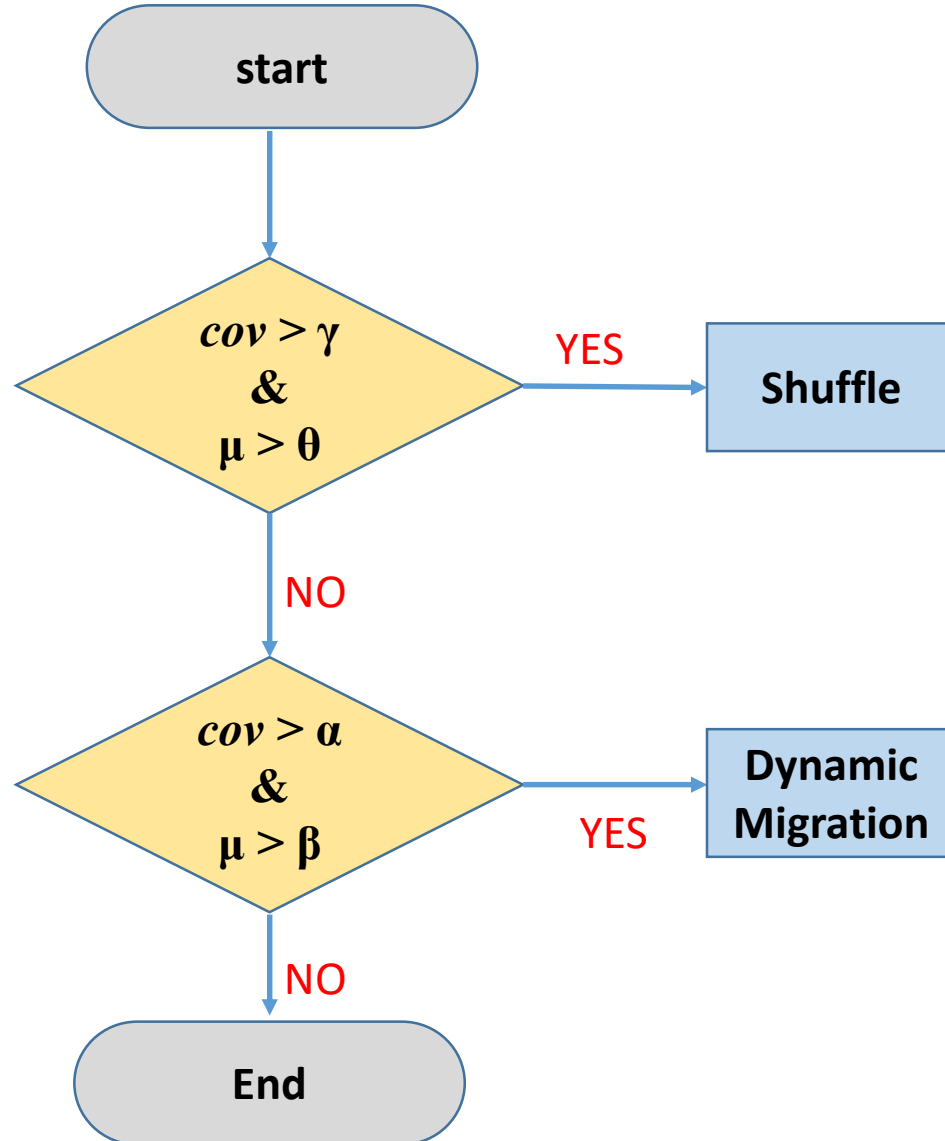 start
cov > γ
&
μ > θ
YES
Shuffle
NO
cov > α
&
μ > β
YES
Dynamic
Migration
NO
End